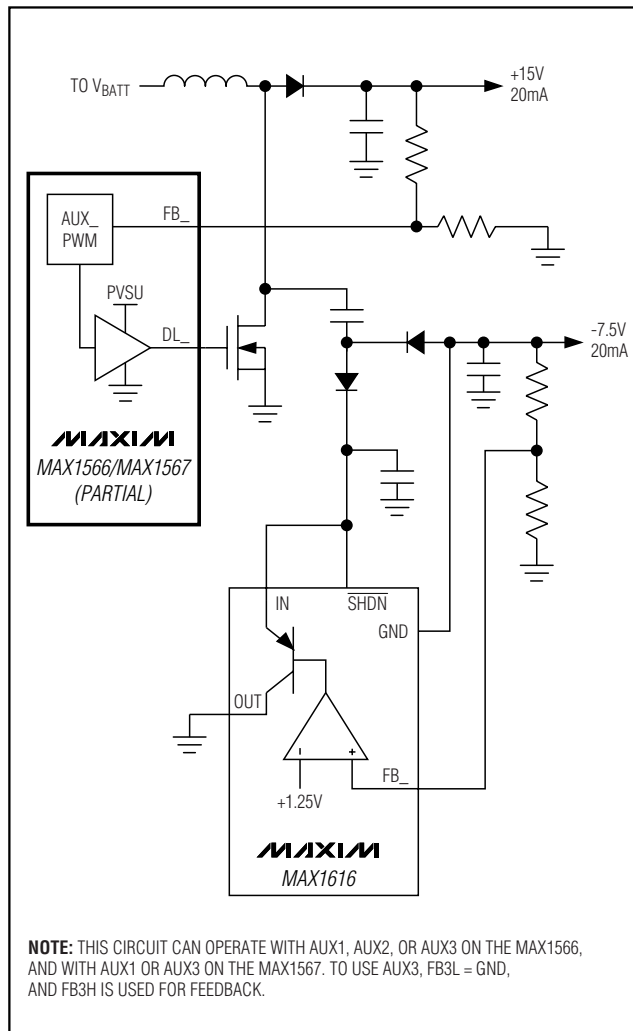 TO VBATT
+15V
20mA
AUX_
PWM
FB_
PVSU
DL_
-7.5V
20mA
MAXIM
MAX1566/MAX1567
(PARTIAL)
IN
SHDN
GND
OUT
-
+
FB_
+1.25V
MAXIM
MAX1616
NOTE: THIS CIRCUIT CAN OPERATE WITH AUX1, AUX2, OR AUX3 ON THE MAX1566,
AND WITH AUX1 OR AUX3 ON THE MAX1567. TO USE AUX3, FB3L = GND,
AND FB3H IS USED FOR FEEDBACK.